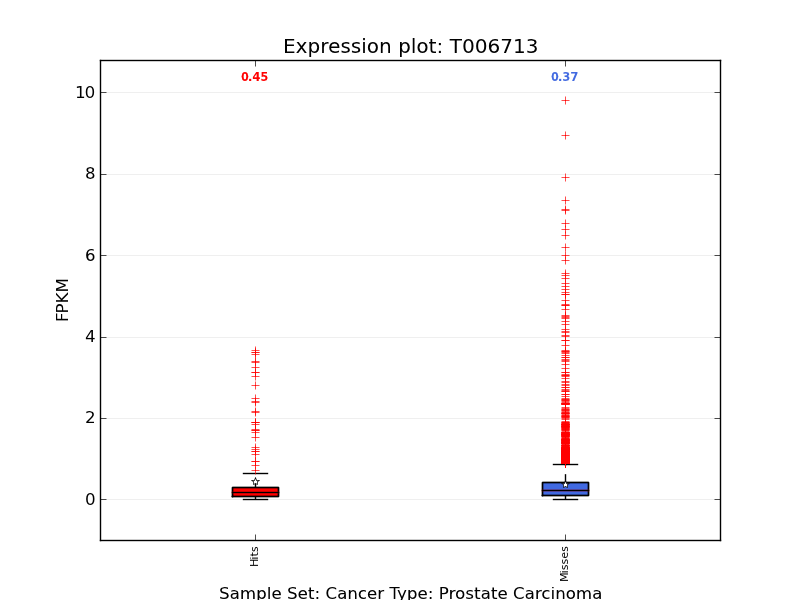 Expression plot: T006713
0.45
0.37
10
8
6
4
2
0
FPKM
Hits
Misses
Sample Set: Cancer Type: Prostate Carcinoma